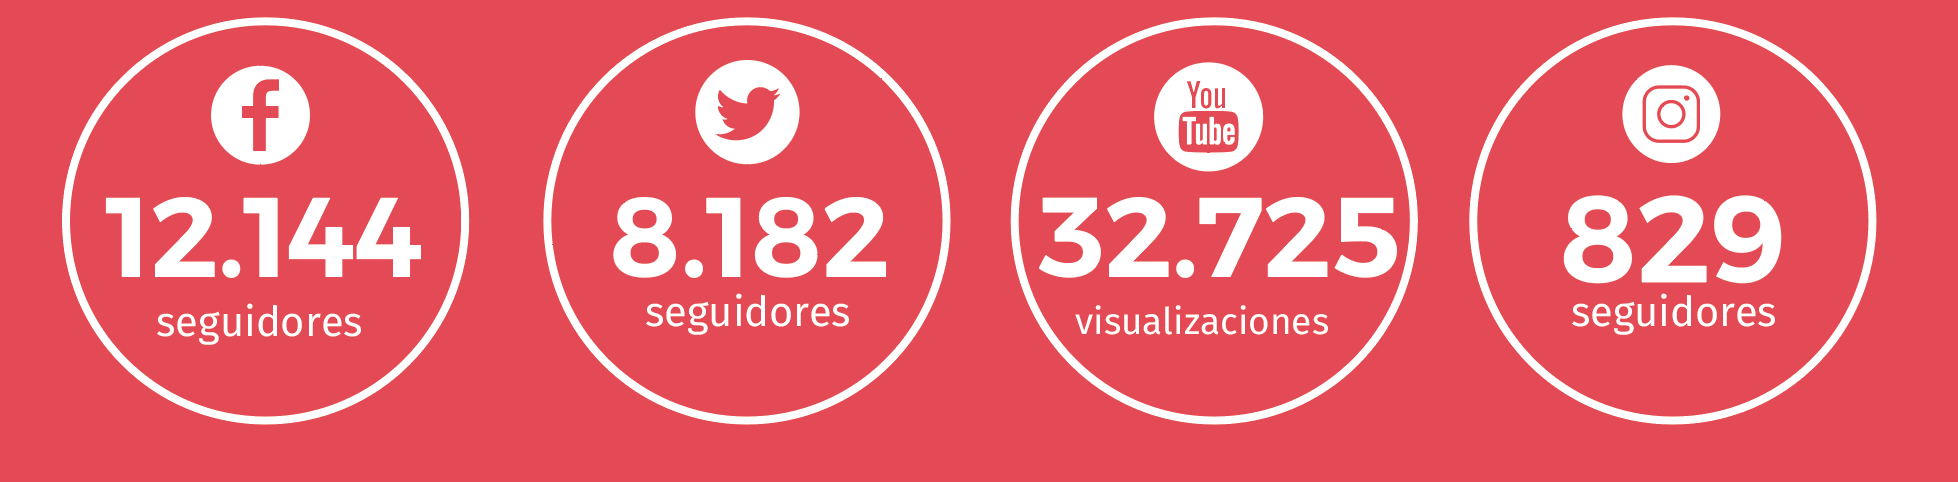 12.144
seguidores
8.182
seguidores
You
Tube
32.725
visualizaciones
829
seguidores